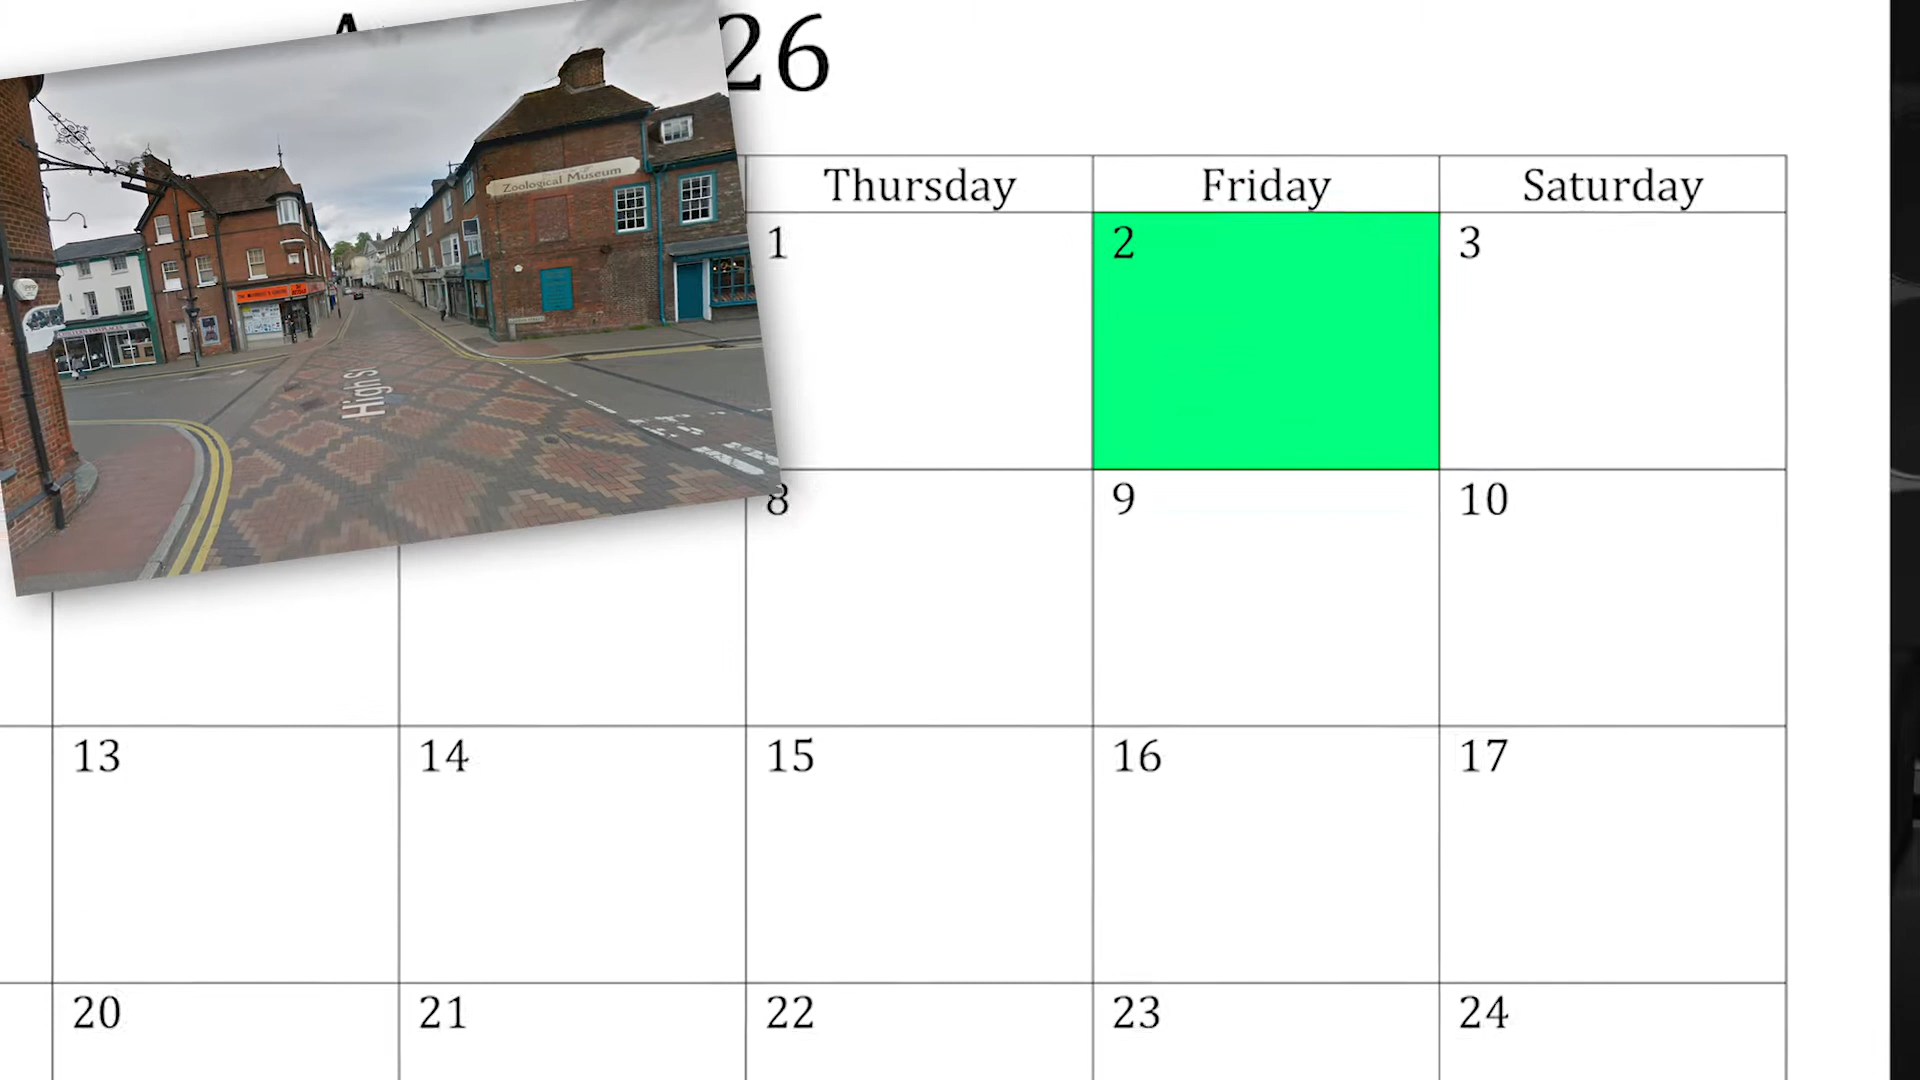 26
Thursday Friday Saturday
1 2 3
8 9 10
13 14 15 16 17
20 21 22 23 24
Zoological Museum
High St